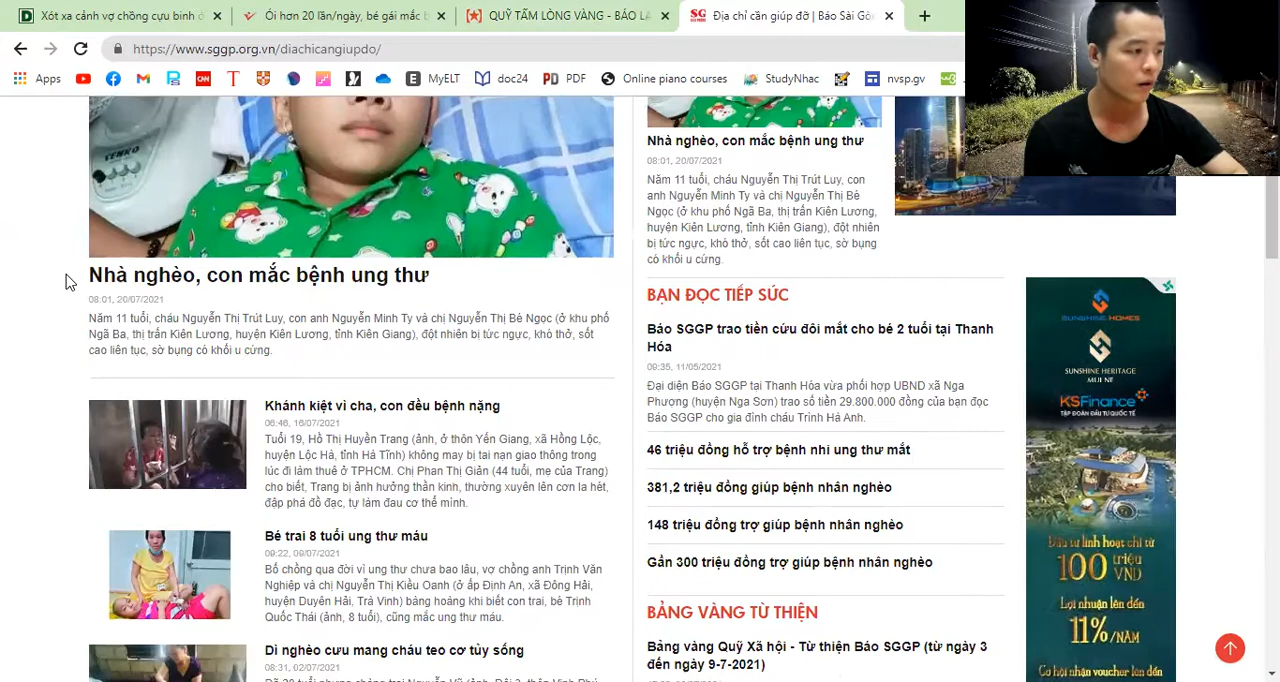 Xót xa cảnh vợ chồng cựu binh ở
Ói hơn 20 lần/ngày, bé gái mắc b
QUỸ TẤM LÒNG VÀNG - BÁO LA
Địa chỉ cần giúp đỡ | Báo Sài Gò
https://www.sggp.org.vn/diachicangiupdo/
Apps
MyELT
doc24
PDF
Online piano courses
StudyNhac
nvsp.gv
Nhà nghèo, con mắc bệnh ung thư
08:01, 20/07/2021
Năm 11 tuổi, cháu Nguyễn Thị Trút Luy, con anh Nguyễn Minh Ty và chị Nguyễn Thị Bé Ngọc (ở khu phố
Ngã Ba, thị trấn Kiên Lương, huyện Kiên Lương, tỉnh Kiên Giang), đột nhiên bị tức ngực, khó thở, sốt
cao liên tục, sờ bụng có khối u cứng.
Khánh kiệt vì cha, con đều bệnh nặng
06:46, 16/07/2021
Tuổi 19, Hồ Thị Huyền Trang (ảnh, ở thôn Yến Giang, xã Hồng Lộc,
huyện Lộc Hà, tỉnh Hà Tĩnh) không may bị tai nạn giao thông trong
lúc đi làm thuê ở TPHCM. Chị Phan Thị Giản (44 tuổi, mẹ của Trang)
cho biết, Trang bị ảnh hưởng thần kinh, thường xuyên lên cơn la hét,
đập phá đồ đạc, tự làm đau cơ thể mình.
Bé trai 8 tuổi ung thư máu
09:22, 09/07/2021
Bố chồng qua đời vì ung thư chưa bao lâu, vợ chồng anh Trịnh Văn
Nghiệp và chị Nguyễn Thị Kiều Oanh (ở ấp Định An, xã Đông Hải,
huyện Duyên Hải, Trà Vinh) bàng hoàng khi biết con trai, bé Trịnh
Quốc Thái (ảnh, 8 tuổi), cũng mắc ung thư máu.
Dì nghèo cưu mang cháu teo cơ tủy sống
08:31, 02/07/2021
Nhà nghèo, con mắc bệnh ung thư
08:01, 20/07/2021
Năm 11 tuổi, cháu Nguyễn Thị Trút Luy, con
anh Nguyễn Minh Ty và chị Nguyễn Thị Bé
Ngọc (ở khu phố Ngã Ba, thị trấn Kiên Lương,
huyện Kiên Lương, tỉnh Kiên Giang), đột nhiên
bị tức ngực, khó thở, sốt cao liên tục, sờ bụng
có khối u cứng.
BẠN ĐỌC TIẾP SỨC
Báo SGGP trao tiền cứu đôi mắt cho bé 2 tuổi tại Thanh
Hóa
09:35, 11/05/2021
Đại diện Báo SGGP tại Thanh Hóa vừa phối hợp UBND xã Nga
Phượng (huyện Nga Sơn) trao số tiền 29.800.000 đồng của bạn đọc
Báo SGGP cho gia đình cháu Trình Hà Anh.
46 triệu đồng hỗ trợ bệnh nhi ung thư mắt
381,2 triệu đồng giúp bệnh nhân nghèo
148 triệu đồng trợ giúp bệnh nhân nghèo
Gần 300 triệu đồng trợ giúp bệnh nhân nghèo
BẢNG VÀNG TỪ THIỆN
Bảng vàng Quỹ Xã hội - Từ thiện Báo SGGP (từ ngày 3
đến ngày 9-7-2021)
SUNSHINE HOMES
SUNSHINE HERITAGE
MUI NE
KSFinance
TẬP ĐOÀN ĐẦU TƯ QUỐC TẾ
Đầu tư linh hoạt chỉ từ
100 triệu
VND
Lợi nhuận lên đến
11%/NĂM
Cơ hội nhận voucher lên đến